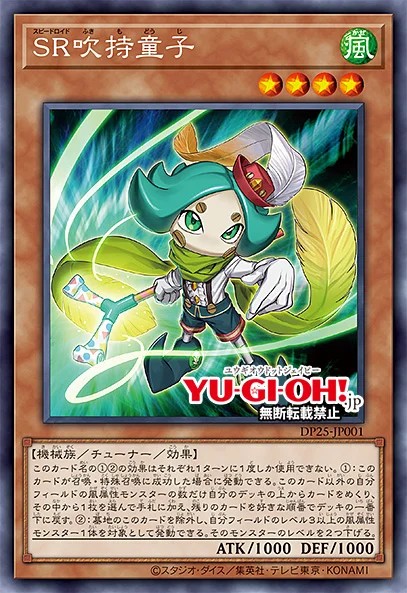 スピードロイド ふき もどう じ
SR吹持童子
かぜ
風
ユウギオウドットジェイピー
YU-GI-OH!.jp
無断転載禁止
DP25-JP001
【機械族／チューナー／効果】
このカード名の①②の効果はそれぞれ1ターンに1度しか使用できない。①：このカ
ードが召喚・特殊召喚に成功した場合に発動できる。このカード以外の自分
フィールドの風属性モンスターの数だけ自分のデッキの上からカードをめくり、
その中から1枚を選んで手札に加え、残りのカードを好きな順番でデッキの一番
下に戻す。②：墓地のこのカードを除外し、自分フィールドのレベル3以上の風属性
モンスター1体を対象として発動できる。そのモンスターのレベルを2つ下げる。
ATK/1000 DEF/1000
©スタジオ・ダイス／集英社・テレビ東京・KONAMI